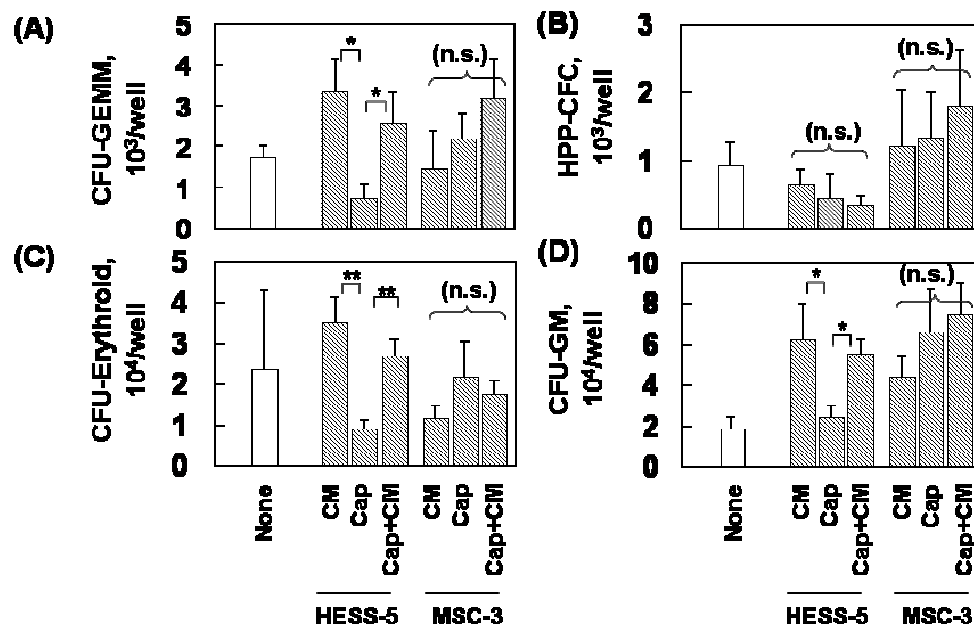 (A)
CFU-GEMM,
10³/well
5
4
3
2
1
0
*
*
(n.s.)
(B)
HPP-CFC,
10³/well
3
2
1
0
(n.s.)
(n.s.)
(C)
CFU-Erythroid,
10⁴/well
5
4
3
2
1
0
**
**
(n.s.)
None
CM
Cap
Cap+CM
CM
Cap
Cap+CM
HESS-5
MSC-3
(D)
CFU-GM,
10⁴/well
10
8
6
4
2
0
*
*
(n.s.)
None
CM
Cap
Cap+CM
CM
Cap
Cap+CM
HESS-5
MSC-3